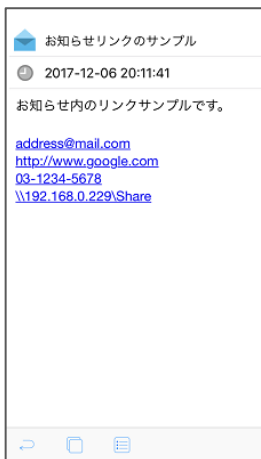 お知らせリンクのサンプル
2017-12-06 20:11:41
お知らせ内のリンクサンプルです。
address@mail.com
http://www.google.com
03-1234-5678
\\192.168.0.229\Share